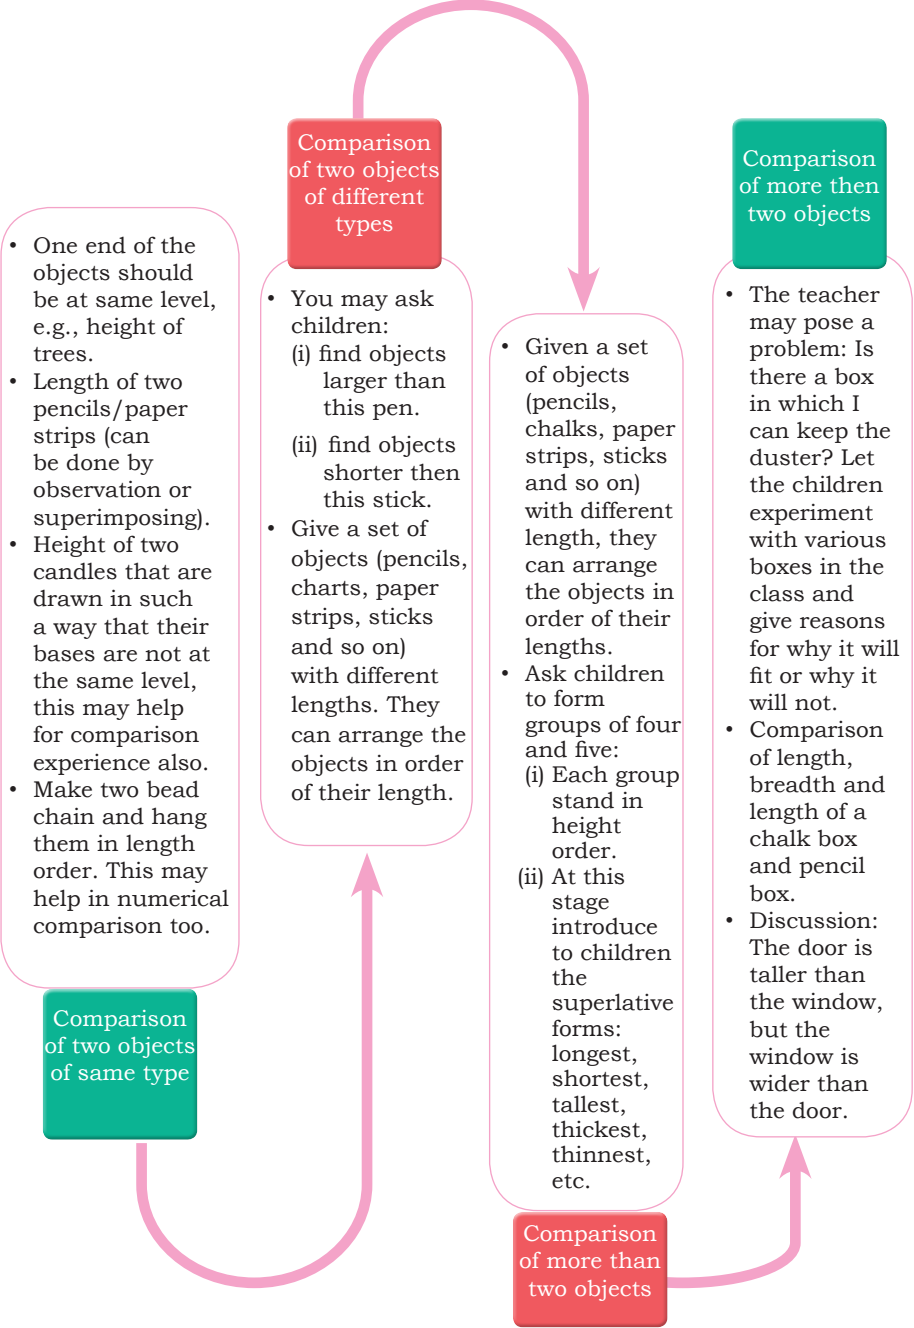 • One end of the
objects should
be at same level,
e.g., height of
trees.
• Length of two
pencils/paper
strips (can
be done by
observation or
superimposing).
• Height of two
candles that are
drawn in such
a way that their
bases are not at
the same level,
this may help
for comparison
experience also.
• Make two bead
chain and hang
them in length
order. This may
help in numerical
comparison too.
Comparison
of two objects
of same type
Comparison
of two objects
of different
types
• You may ask
children:
(i) find objects
larger than
this pen.
(ii) find objects
shorter then
this stick.
• Give a set of
objects (pencils,
charts, paper
strips, sticks
and so on)
with different
lengths. They
can arrange the
objects in order
of their length.
• Given a set
of objects
(pencils,
chalks, paper
strips, sticks
and so on)
with different
length, they
can arrange
the objects in
order of their
lengths.
• Ask children
to form
groups of four
and five:
(i) Each group
stand in
height
order.
(ii) At this
stage
introduce
to children
the
superlative
forms:
longest,
shortest,
tallest,
thickest,
thinnest,
etc.
Comparison
of more than
two objects
Comparison
of more then
two objects
• The teacher
may pose a
problem: Is
there a box
in which I
can keep the
duster? Let
the children
experiment
with various
boxes in the
class and
give reasons
for why it will
fit or why it
will not.
• Comparison
of length,
breadth and
length of a
chalk box
and pencil
box.
• Discussion:
The door is
taller than
the window,
but the
window is
wider than
the door.